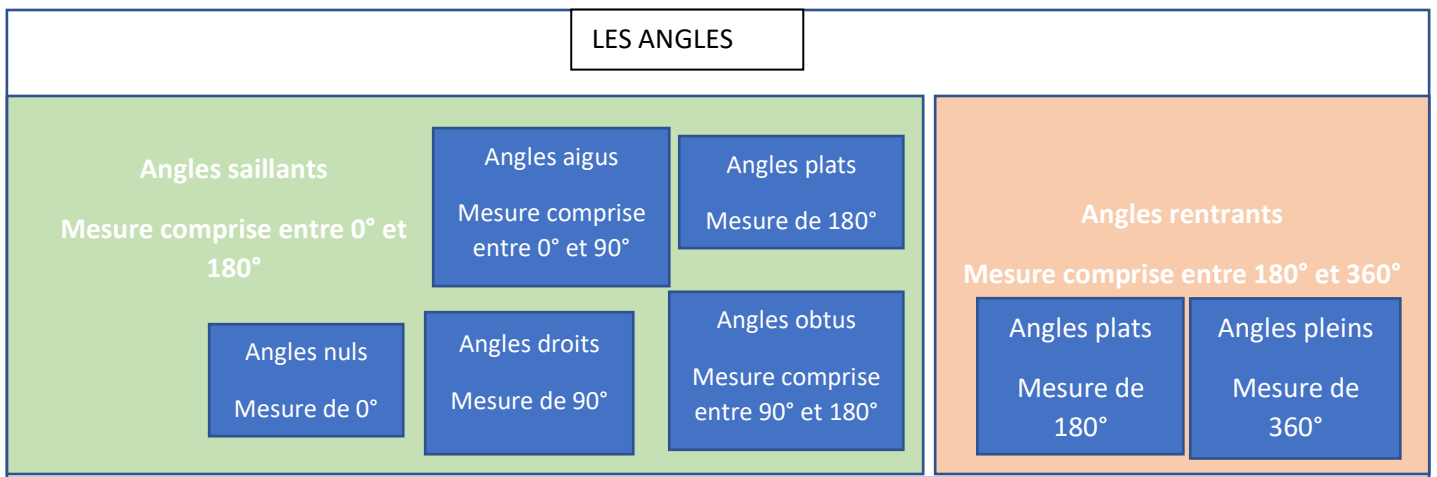 LES ANGLES
Angles saillants
Mesure comprise entre 0° et
180°
Angles aigus
Mesure comprise
entre 0° et 90°
Angles plats
Mesure de 180°
Angles nuls
Mesure de 0°
Angles droits
Mesure de 90°
Angles obtus
Mesure comprise
entre 90° et 180°
Angles rentrants
Mesure comprise entre 180° et 360°
Angles plats
Mesure de
180°
Angles pleins
Mesure de
360°